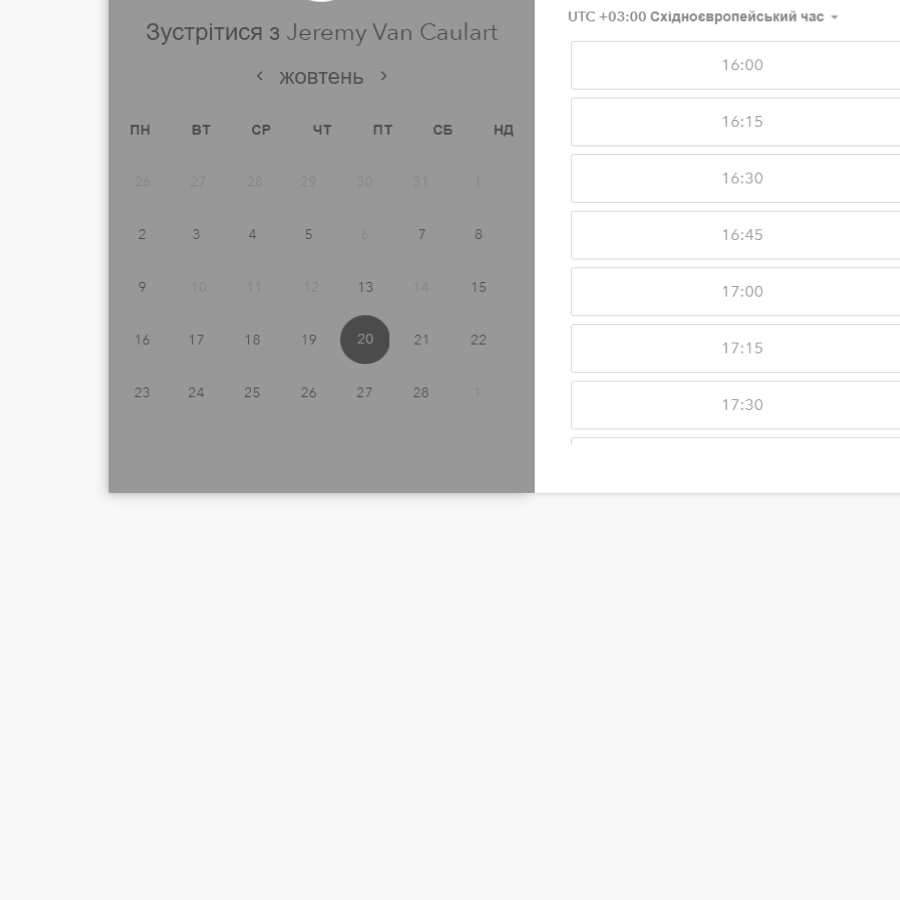 Зустрітися з Jeremy Van Caulart
жовтень
ПН ВТ СР ЧТ ПТ СБ НД
26 27 28 29 30 31 1
2 3 4 5 6 7 8
9 10 11 12 13 14 15
16 17 18 19 20 21 22
23 24 25 26 27 28 1
UTC +03:00 Східноєвропейський час
16:00
16:15
16:30
16:45
17:00
17:15
17:30